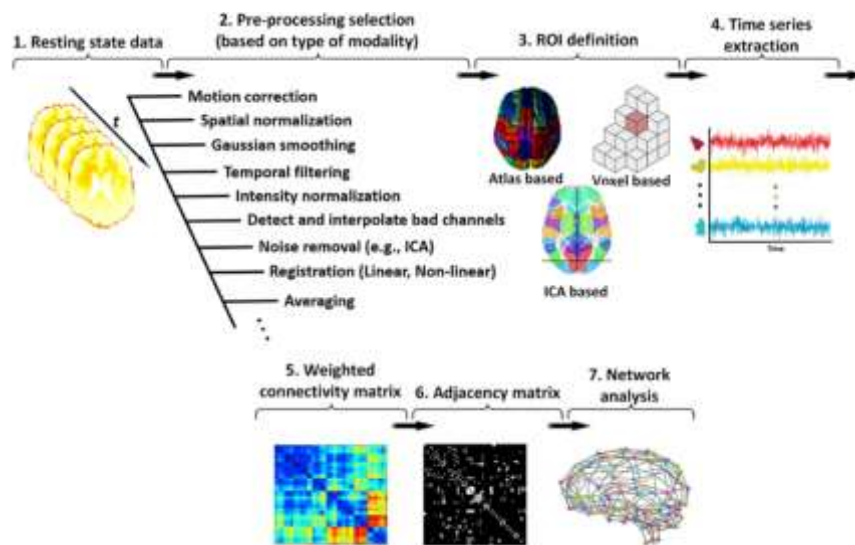 1. Resting state data
2. Pre-processing selection
(based on type of modality)
3. ROI definition
4. Time series
extraction
t
Motion correction
Spatial normalization
Gaussian smoothing
Temporal filtering
Intensity normalization
Detect and interpolate bad channels
Noise removal (e.g., ICA)
Registration (Linear, Non-linear)
Averaging
Atlas based
Voxel based
ICA based
Time
5. Weighted
connectivity matrix
6. Adjacency matrix
7. Network
analysis